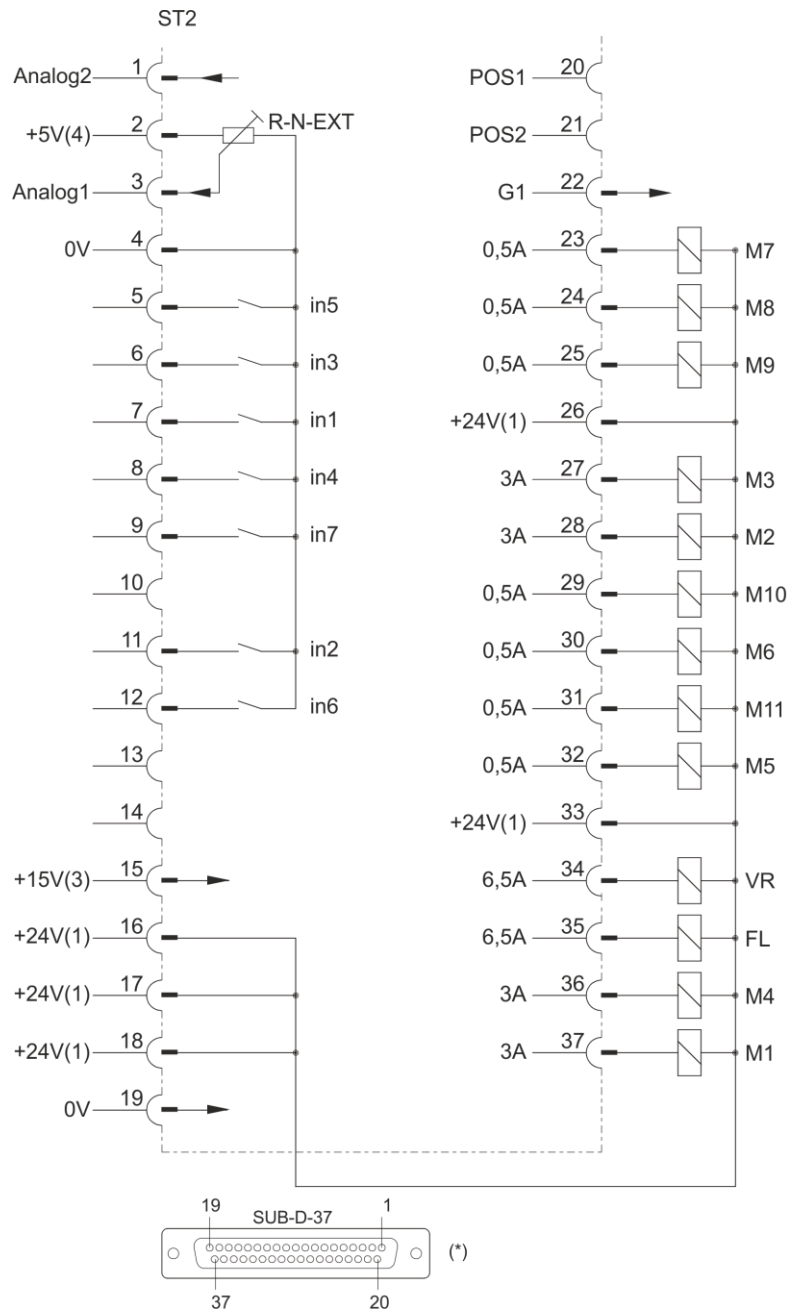 ST2
Analog2 1
+5V(4) 2 R-N-EXT
Analog1 3
0V 4
5 in5
6 in3
7 in1
8 in4
9 in7
10
11 in2
12 in6
13
14
+15V(3) 15
+24V(1) 16
+24V(1) 17
+24V(1) 18
0V 19
POS1 20
POS2 21
G1 22
0,5A 23 M7
0,5A 24 M8
0,5A 25 M9
+24V(1) 26
3A 27 M3
3A 28 M2
0,5A 29 M10
0,5A 30 M6
0,5A 31 M11
0,5A 32 M5
+24V(1) 33
6,5A 34 VR
6,5A 35 FL
3A 36 M4
3A 37 M1
19 SUB-D-37 1
(*)
37 20